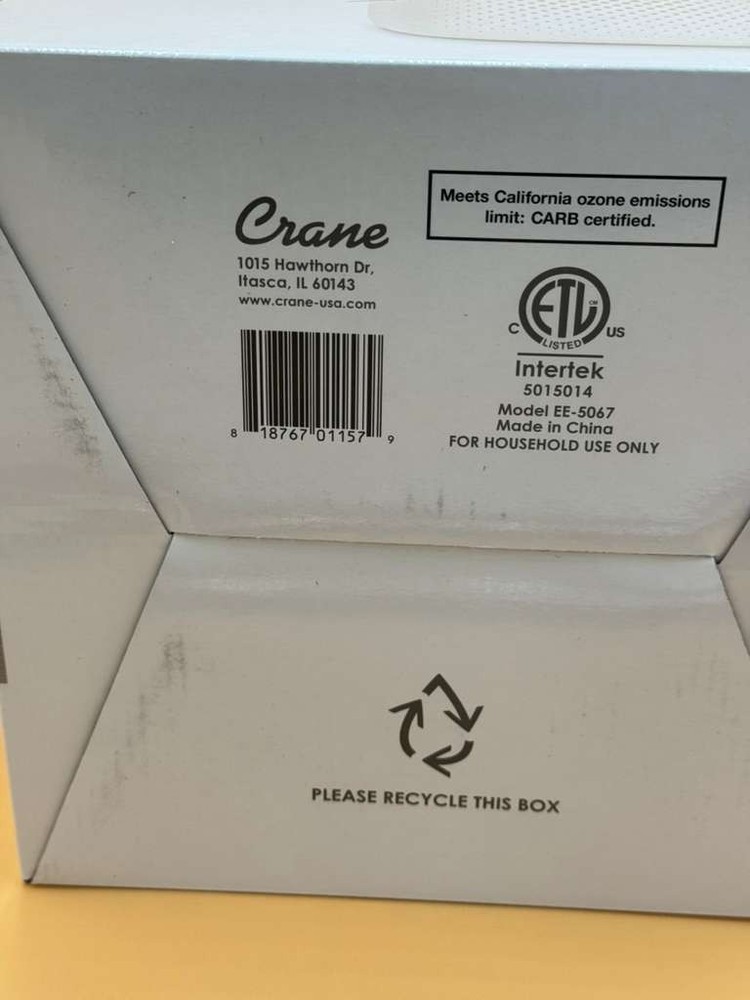 Crane
1015 Hawthorn Dr,
Itasca, IL 60143
www.crane-usa.com
8 18767 01157 9
Meets California ozone emissions
limit: CARB certified.
ETL CM
C US
LISTED
Intertek
5015014
Model EE-5067
Made in China
FOR HOUSEHOLD USE ONLY
PLEASE RECYCLE THIS BOX